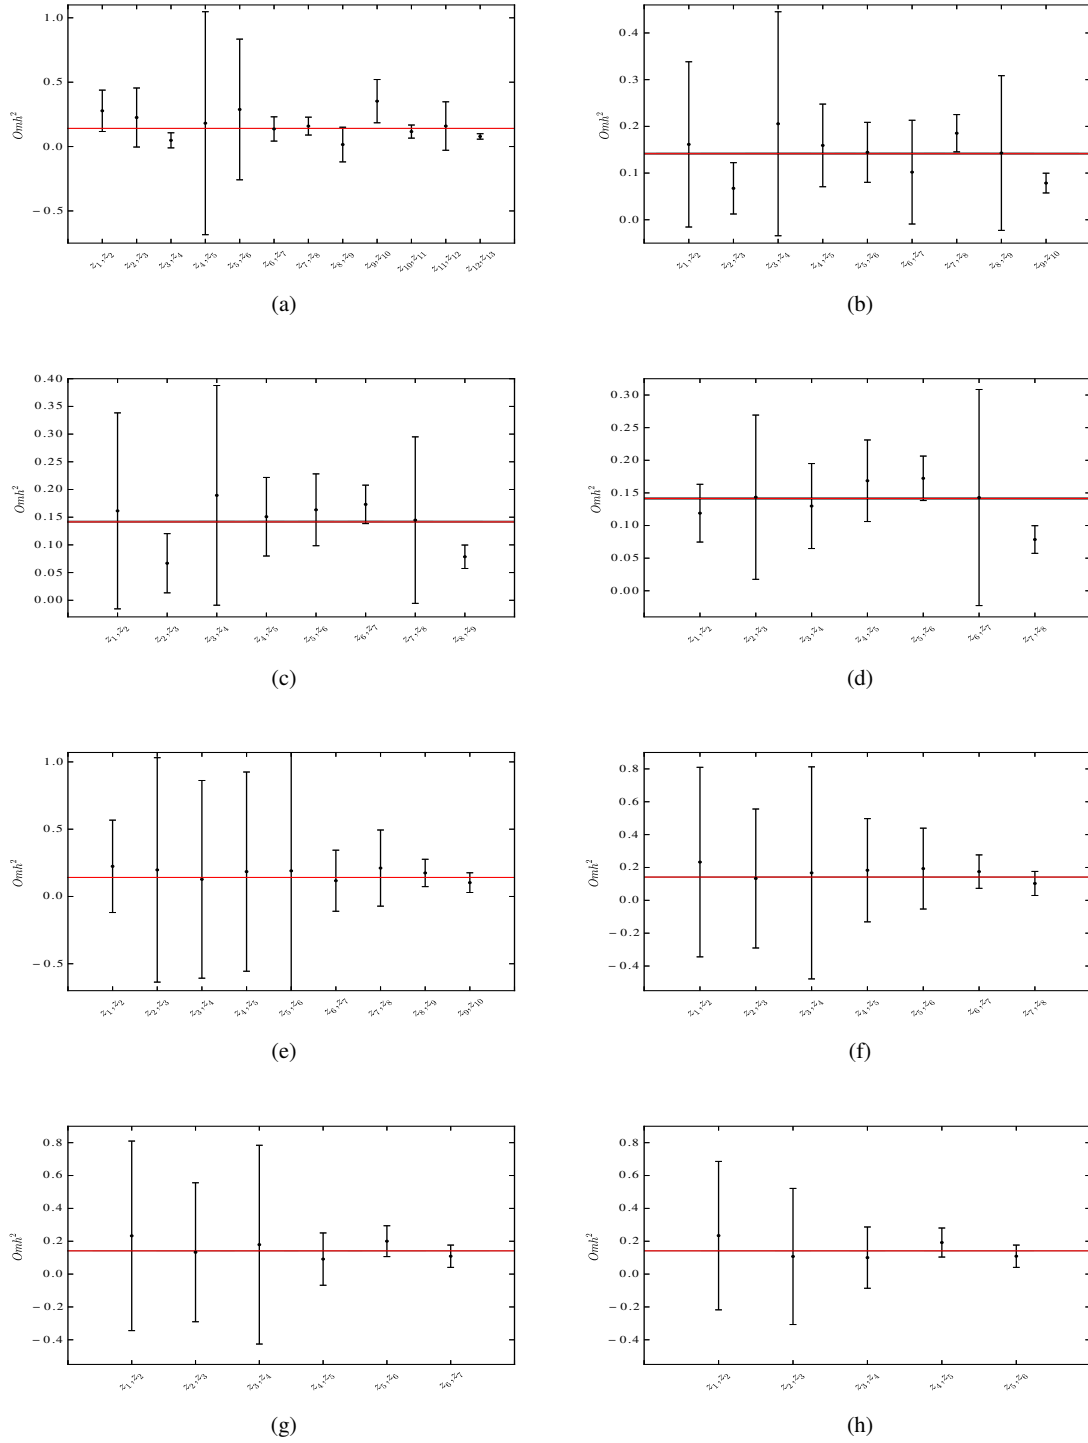 1.0
0.5
0.0
−0.5
Omh²
z₁,z₂ z₂,z₃ z₃,z₄ z₄,z₅ z₅,z₆ z₆,z₇ z₇,z₈ z₈,z₉ z₉,z₁₀ z₁₀,z₁₁ z₁₁,z₁₂ z₁₂,z₁₃
(a)
0.4
0.3
0.2
0.1
0.0
Omh²
z₁,z₂ z₂,z₃ z₃,z₄ z₄,z₅ z₅,z₆ z₆,z₇ z₇,z₈ z₈,z₉ z₉,z₁₀
(b)
0.40
0.35
0.30
0.25
0.20
0.15
0.10
0.05
0.00
Omh²
z₁,z₂ z₂,z₃ z₃,z₄ z₄,z₅ z₅,z₆ z₆,z₇ z₇,z₈ z₈,z₉
(c)
0.30
0.25
0.20
0.15
0.10
0.05
0.00
Omh²
z₁,z₂ z₂,z₃ z₃,z₄ z₄,z₅ z₅,z₆ z₆,z₇ z₇,z₈
(d)
1.0
0.5
0.0
−0.5
Omh²
z₁,z₂ z₂,z₃ z₃,z₄ z₄,z₅ z₅,z₆ z₆,z₇ z₇,z₈ z₈,z₉ z₉,z₁₀
(e)
0.8
0.6
0.4
0.2
0.0
−0.2
−0.4
Omh²
z₁,z₂ z₂,z₃ z₃,z₄ z₄,z₅ z₅,z₆ z₆,z₇ z₇,z₈
(f)
0.8
0.6
0.4
0.2
0.0
−0.2
−0.4
Omh²
z₁,z₂ z₂,z₃ z₃,z₄ z₄,z₅ z₅,z₆ z₆,z₇
(g)
0.8
0.6
0.4
0.2
0.0
−0.2
−0.4
Omh²
z₁,z₂ z₂,z₃ z₃,z₄ z₄,z₅ z₅,z₆
(h)